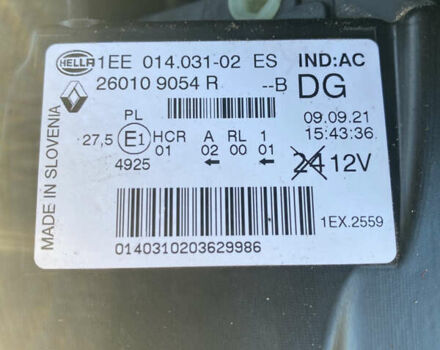 HELLA 1EE 014.031-02 ES IND:AC
26010 9054 R --B DG
PL 09.09.21
27,5 E1 HCR A RL 1 15:43:36
01 02 00 01
4925 ← ← 24 12V
MADE IN SLOVENIA
1EX.2559
0140310203629986